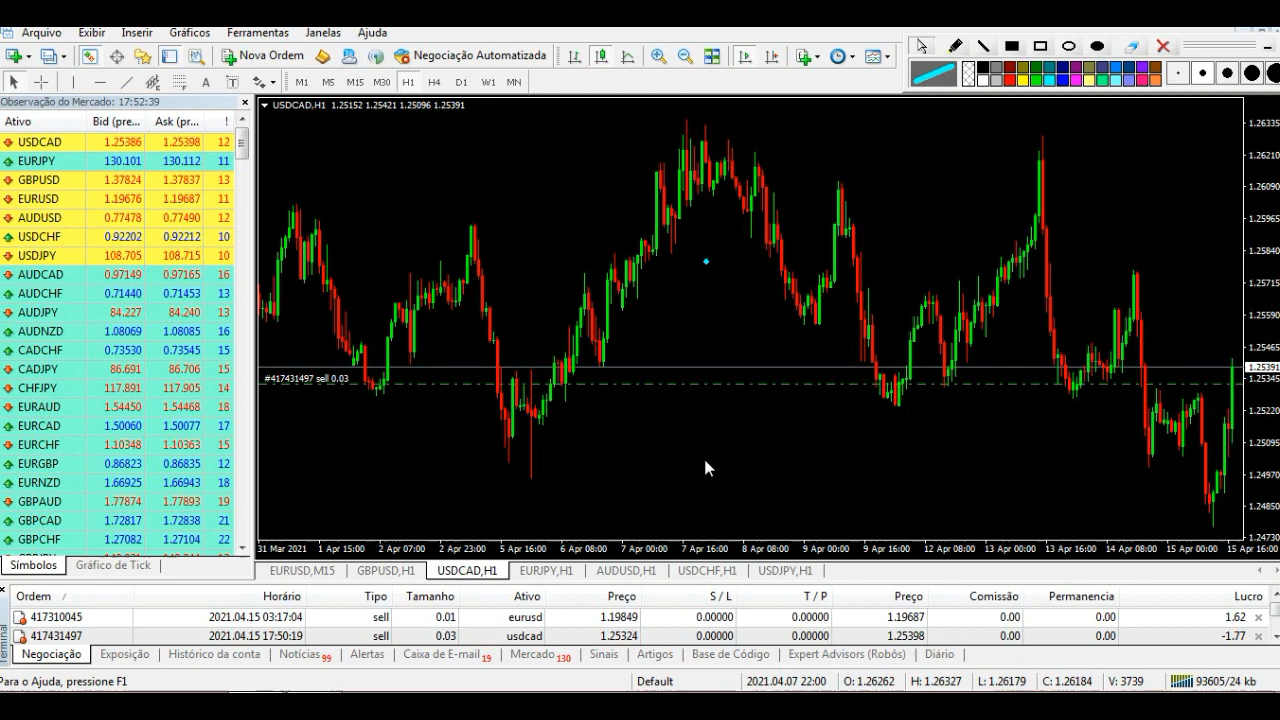 Arquivo Exibir Inserir Gráficos Ferramentas Janelas Ajuda
Nova Ordem Negociação Automatizada
A T M1 M5 M15 M30 H1 H4 D1 W1 MN
Observação do Mercado: 17:52:39
Ativo Bid (pre... Ask (pr... !
USDCAD 1.25386 1.25398 12
EURJPY 130.101 130.112 11
GBPUSD 1.37824 1.37837 13
EURUSD 1.19676 1.19687 11
AUDUSD 0.77478 0.77490 12
USDCHF 0.92202 0.92212 10
USDJPY 108.705 108.715 10
AUDCAD 0.97149 0.97165 16
AUDCHF 0.71440 0.71453 13
AUDJPY 84.227 84.240 13
AUDNZD 1.08069 1.08085 16
CADCHF 0.73530 0.73545 15
CADJPY 86.691 86.706 15
CHFJPY 117.891 117.905 14
EURAUD 1.54450 1.54468 18
EURCAD 1.50060 1.50077 17
EURCHF 1.10348 1.10363 15
EURGBP 0.86823 0.86835 12
EURNZD 1.66925 1.66943 18
GBPAUD 1.77874 1.77893 19
GBPCAD 1.72817 1.72838 21
GBPCHF 1.27082 1.27104 22
Símbolos Gráfico de Tick
USDCAD,H1 1.25152 1.25421 1.25096 1.25391
#417431497 sell 0.03
1.26335
1.26210
1.26090
1.25965
1.25840
1.25715
1.25590
1.25465
1.25391
1.25345
1.25220
1.25095
1.24970
1.24850
1.24730
31 Mar 2021 1 Apr 15:00 2 Apr 07:00 2 Apr 23:00 5 Apr 16:00 6 Apr 08:00 7 Apr 00:00 7 Apr 16:00 8 Apr 08:00 9 Apr 00:00 9 Apr 16:00 12 Apr 08:00 13 Apr 00:00 13 Apr 16:00 14 Apr 08:00 15 Apr 00:00 15 Apr 16:00
EURUSD,M15 GBPUSD,H1 USDCAD,H1 EURJPY,H1 AUDUSD,H1 USDCHF,H1 USDJPY,H1
Ordem Horário Tipo Tamanho Ativo Preço S / L T / P Preço Comissão Permanencia Lucro
417310045 2021.04.15 03:17:04 sell 0.01 eurusd 1.19849 0.00000 0.00000 1.19687 0.00 0.00 1.62
417431497 2021.04.15 17:50:19 sell 0.03 usdcad 1.25324 0.00000 0.00000 1.25398 0.00 0.00 -1.77
Terminal
Negociação Exposição Histórico da conta Notícias 99 Alertas Caixa de E-mail 19 Mercado 130 Sinais Artigos Base de Código Expert Advisors (Robôs) Diário
Para o Ajuda, pressione F1 Default 2021.04.07 22:00 O: 1.26262 H: 1.26327 L: 1.26179 C: 1.26184 V: 3739 93605/24 kb